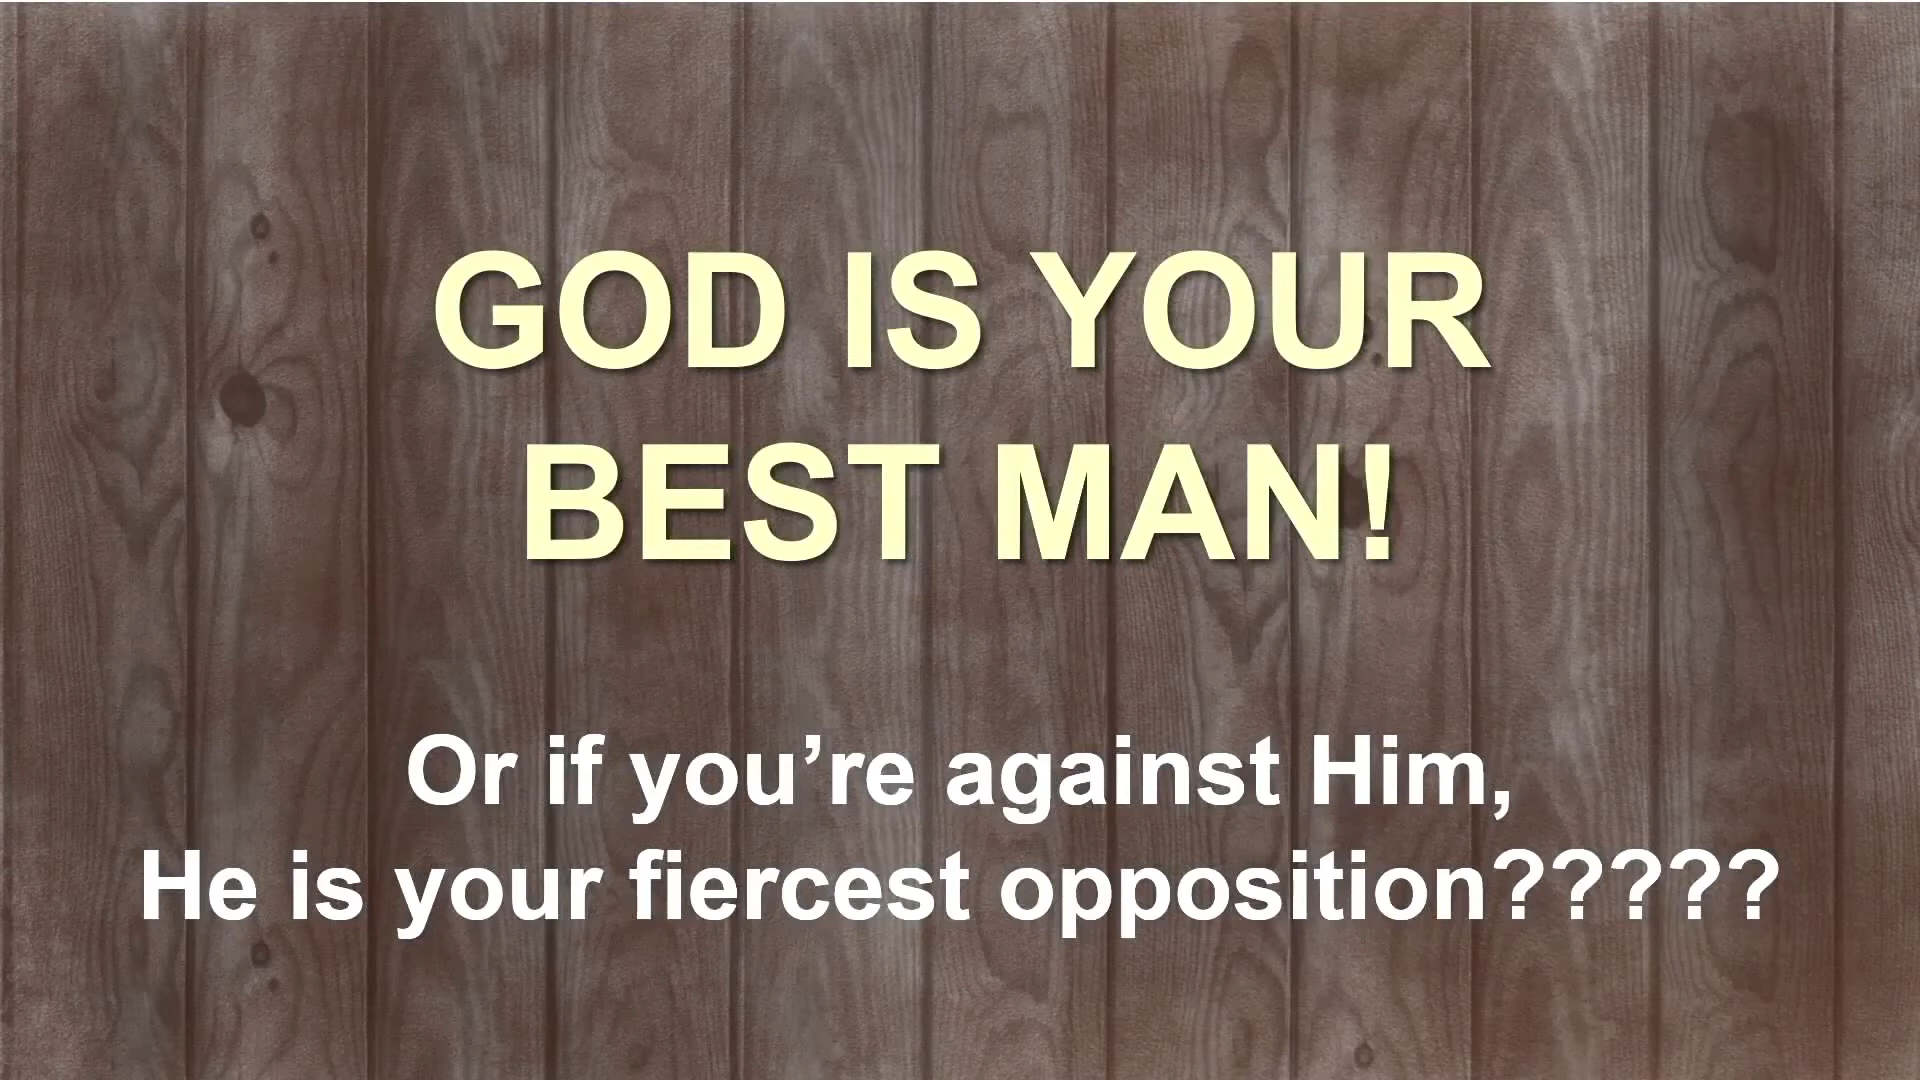 GOD IS YOUR
BEST MAN!
Or if you’re against Him,
He is your fiercest opposition?????